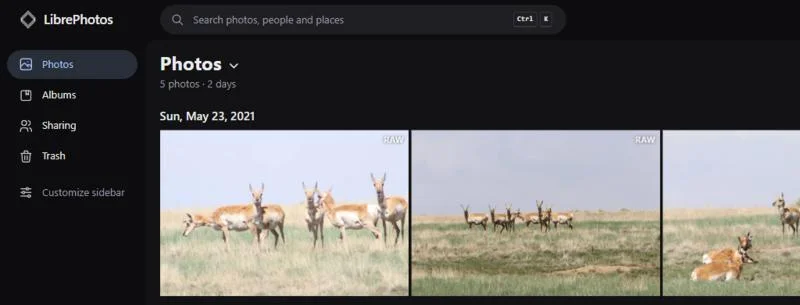 LibrePhotos
Search photos, people and places
Ctrl K
Photos
Albums
Sharing
Trash
Customize sidebar
Photos
5 photos · 2 days
Sun, May 23, 2021
RAW
RAW